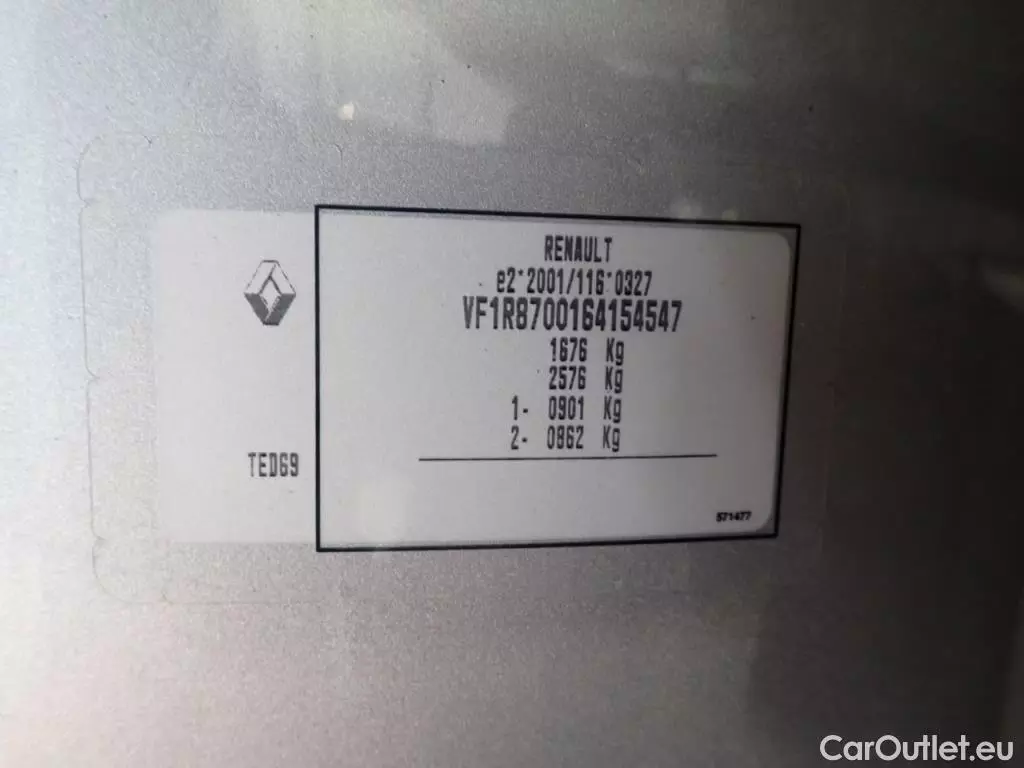 RENAULT
e2*2001/116*0327
VF1R8700164154547
1676 Kg
2576 Kg
1- 0901 Kg
2- 0862 Kg
TED69
571477
CarOutlet.eu